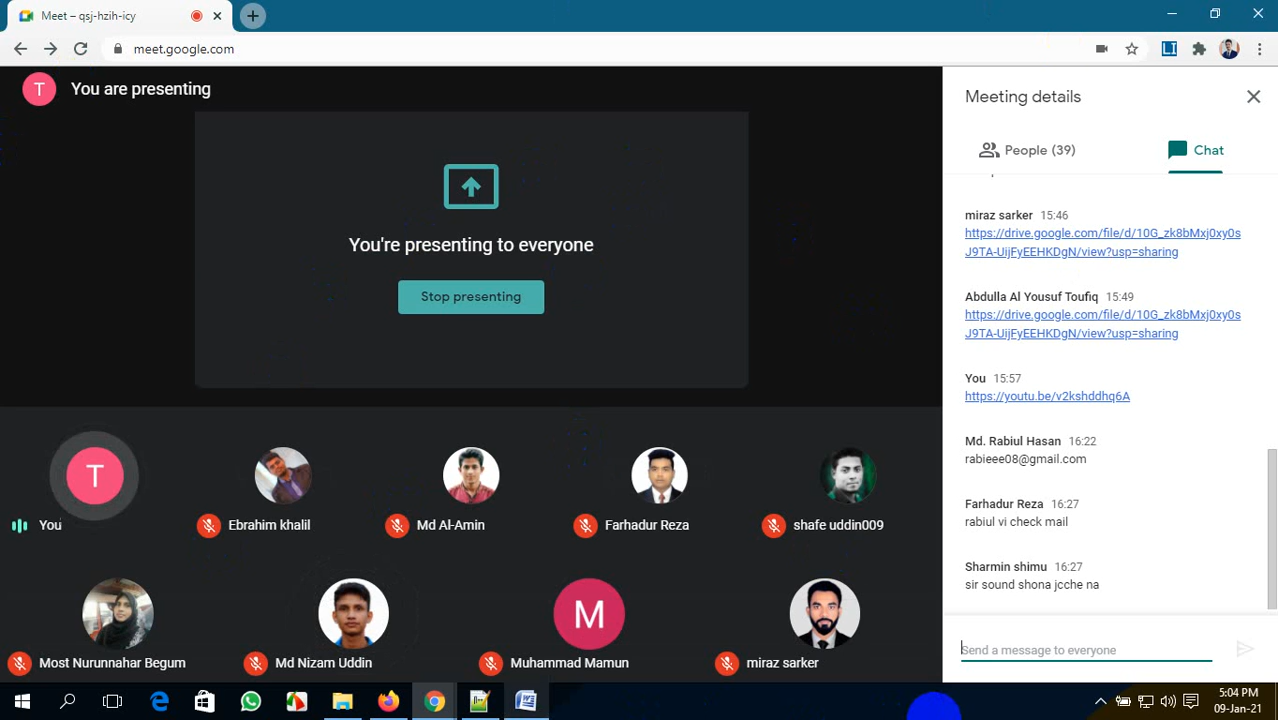 Meet – qsj-hzih-icy
meet.google.com
LI
T
You are presenting
You're presenting to everyone
Stop presenting
T
You
Ebrahim khalil
Md Al-Amin
Farhadur Reza
shafe uddin009
Most Nurunnahar Begum
Md Nizam Uddin
M
Muhammad Mamun
miraz sarker
Meeting details
People (39)
Chat
miraz sarker 15:46
https://drive.google.com/file/d/10G_zk8bMxj0xy0s
J9TA-UijFyEEHKDgN/view?usp=sharing
Abdulla Al Yousuf Toufiq 15:49
https://drive.google.com/file/d/10G_zk8bMxj0xy0s
J9TA-UijFyEEHKDgN/view?usp=sharing
You 15:57
https://youtu.be/v2kshddhq6A
Md. Rabiul Hasan 16:22
rabieee08@gmail.com
Farhadur Reza 16:27
rabiul vi check mail
Sharmin shimu 16:27
sir sound shona jcche na
Send a message to everyone
5:04 PM
09-Jan-21